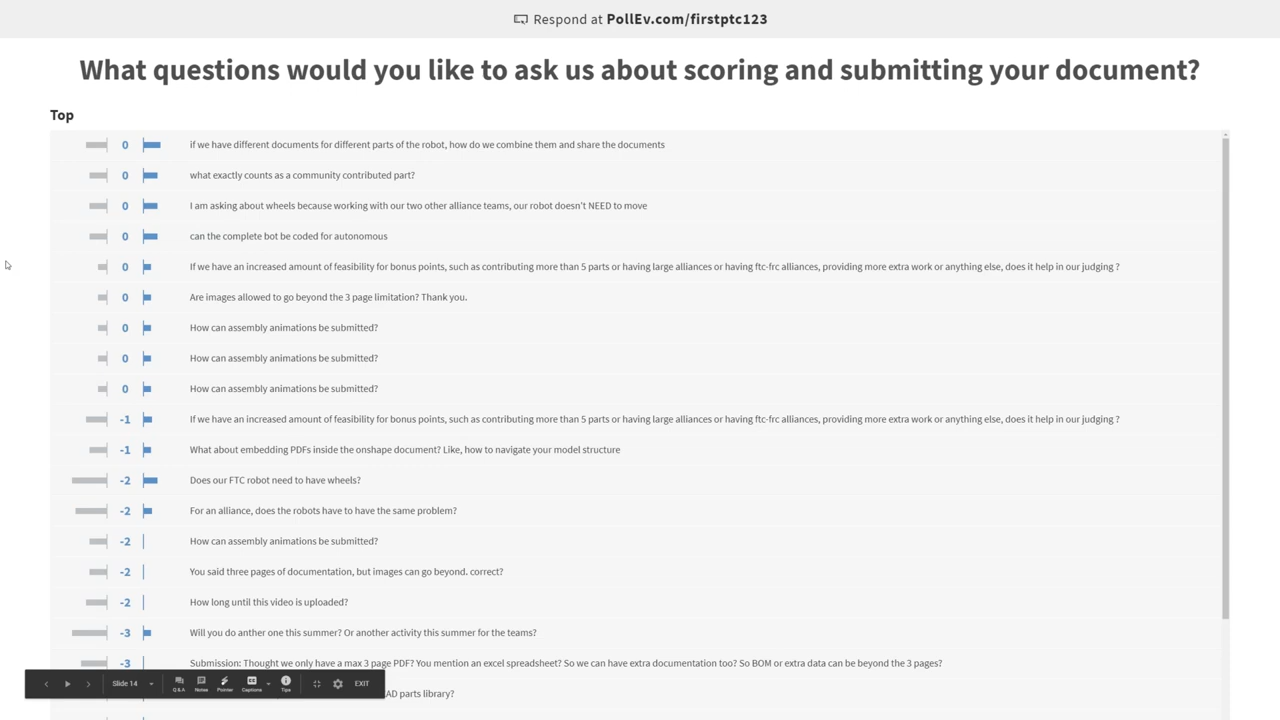 Respond at PollEv.com/firstptc123
What questions would you like to ask us about scoring and submitting your document?
Top
0 if we have different documents for different parts of the robot, how do we combine them and share the documents
0 what exactly counts as a community contributed part?
0 I am asking about wheels because working with our two other alliance teams, our robot doesn't NEED to move
0 can the complete bot be coded for autonomous
0 If we have an increased amount of feasibility for bonus points, such as contributing more than 5 parts or having large alliances or having ftc-frc alliances, providing more extra work or anything else, does it help in our judging ?
0 Are images allowed to go beyond the 3 page limitation? Thank you.
0 How can assembly animations be submitted?
0 How can assembly animations be submitted?
0 How can assembly animations be submitted?
-1 If we have an increased amount of feasibility for bonus points, such as contributing more than 5 parts or having large alliances or having ftc-frc alliances, providing more extra work or anything else, does it help in our judging ?
-1 What about embedding PDFs inside the onshape document? Like, how to navigate your model structure
-2 Does our FTC robot need to have wheels?
-2 For an alliance, does the robots have to have the same problem?
-2 How can assembly animations be submitted?
-2 You said three pages of documentation, but images can go beyond. correct?
-2 How long until this video is uploaded?
-3 Will you do anther one this summer? Or another activity this summer for the teams?
-3 Submission: Thought we only have a max 3 page PDF? You mention an excel spreadsheet? So we can have extra documentation too? So BOM or extra data can be beyond the 3 pages?
parts library?
Slide 14 Q&A Notes Pointer Captions Tips EXIT